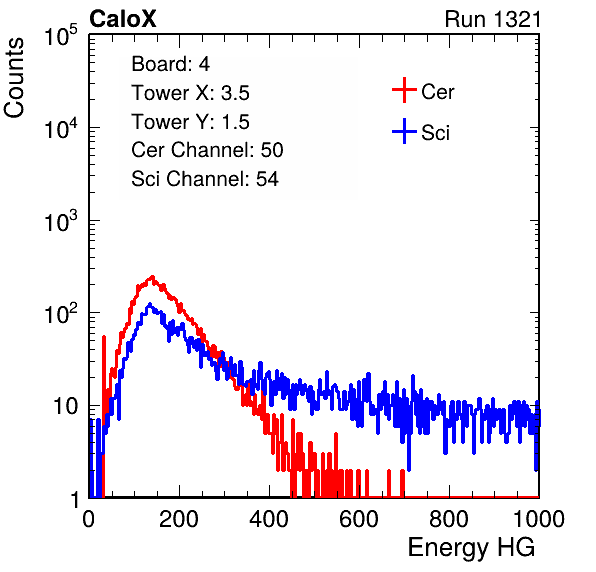 CaloX Run 1321
Counts
10^5
10^4
10^3
10^2
10
1
Board: 4
Tower X: 3.5
Tower Y: 1.5
Cer Channel: 50
Sci Channel: 54
Cer
Sci
0 200 400 600 800 1000
Energy HG